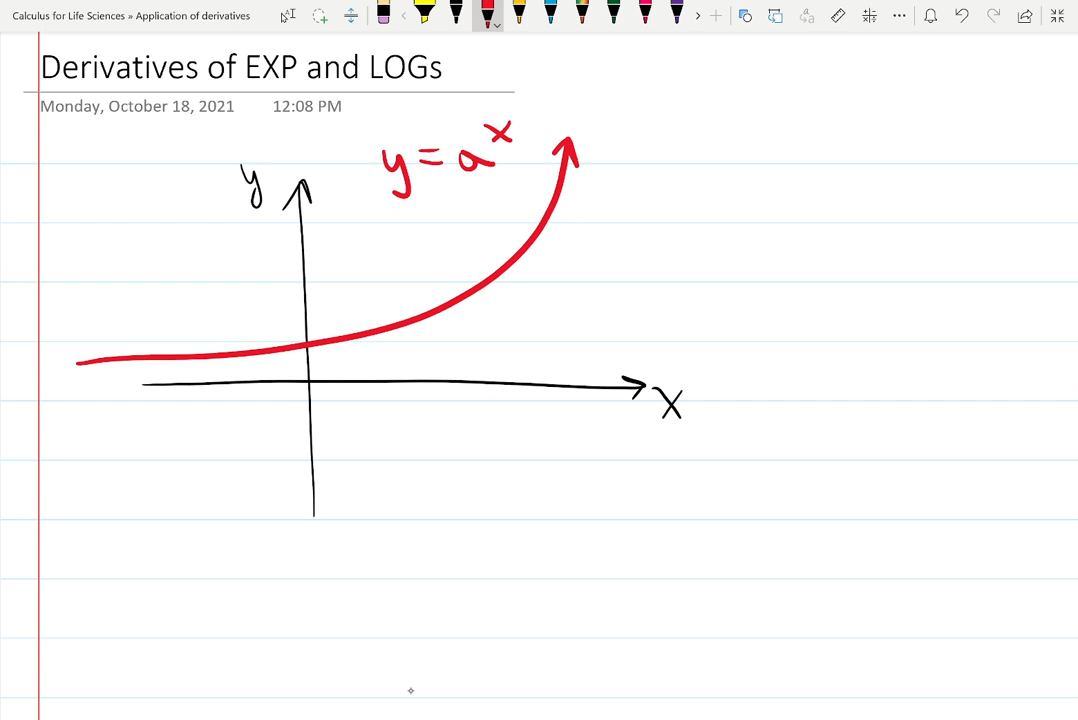 Calculus for Life Sciences » Application of derivatives
Derivatives of EXP and LOGs
Monday, October 18, 2021 12:08 PM
y = a^x
y
x